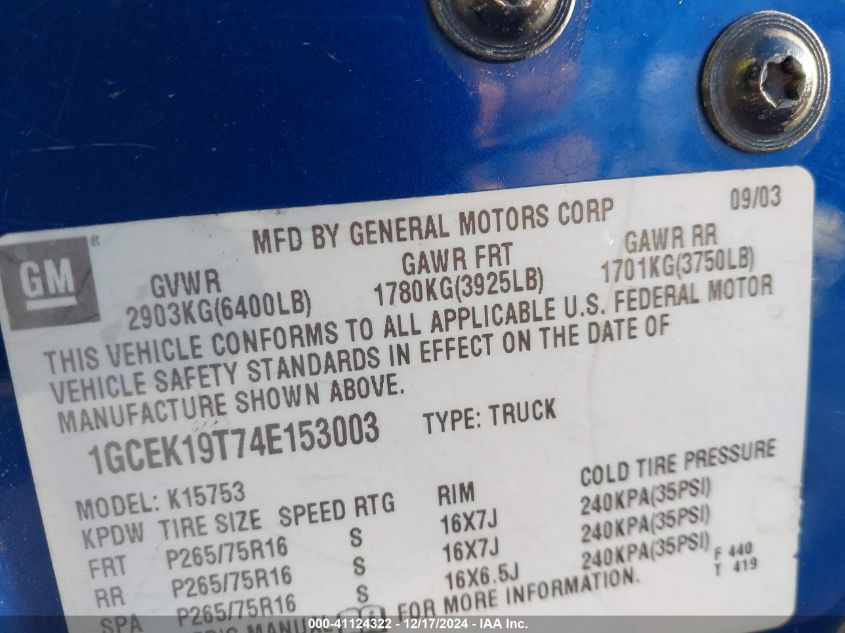 09/03
MFD BY GENERAL MOTORS CORP
GM ®
GVWR GAWR FRT GAWR RR
2903KG(6400LB) 1780KG(3925LB) 1701KG(3750LB)
THIS VEHICLE CONFORMS TO ALL APPLICABLE U.S. FEDERAL MOTOR
VEHICLE SAFETY STANDARDS IN EFFECT ON THE DATE OF
MANUFACTURE SHOWN ABOVE.
1GCEK19T74E153003 TYPE: TRUCK
MODEL: K15753
KPDW TIRE SIZE SPEED RTG RIM COLD TIRE PRESSURE
FRT P265/75R16 S 16X7J 240KPA(35PSI)
RR P265/75R16 S 16X7J 240KPA(35PSI)
SPA P265/75R16 S 16X6.5J 240KPA(35PSI)
F 440
T 419
MANUAL FOR MORE INFORMATION.
000-41124322 - 12/17/2024 - IAA Inc.